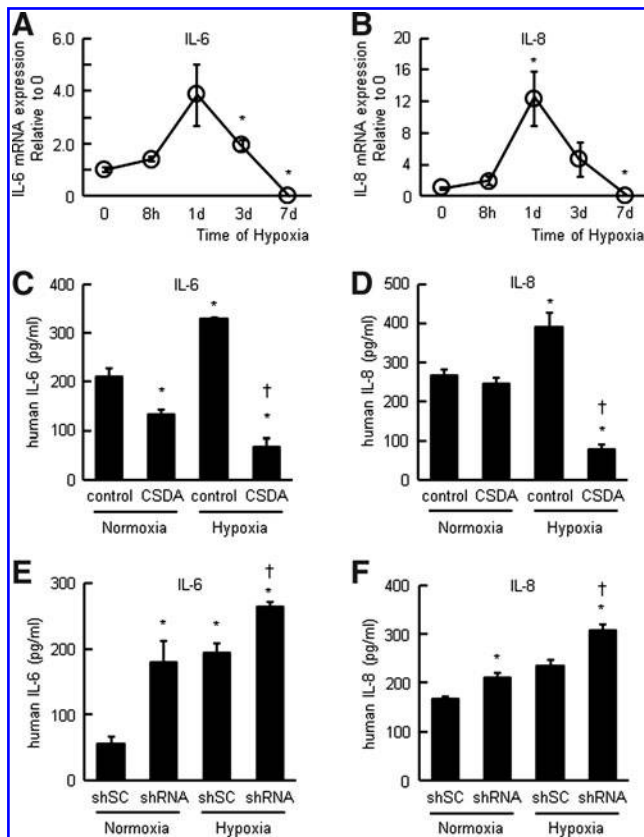 A
IL-6
IL-6 mRNA expression
Relative to 0
6.0
4.0
2.0
0
0 8h 1d 3d 7d
Time of Hypoxia
*
*
B
IL-8
IL-8 mRNA expression
Relative to 0
20
16
12
8
4
0
0 8h 1d 3d 7d
Time of Hypoxia
*
*
C
IL-6
human IL-6 (pg/ml)
400
300
200
100
0
*
*
†
*
control CSDA control CSDA
Normoxia Hypoxia
D
IL-8
human IL-8 (pg/ml)
500
400
300
200
100
0
*
†
*
control CSDA control CSDA
Normoxia Hypoxia
E
IL-6
human IL-6 (pg/ml)
300
200
100
0
*
*
†
*
shSC shRNA shSC shRNA
Normoxia Hypoxia
F
IL-8
human IL-8 (pg/ml)
400
300
200
100
0
*
†
*
shSC shRNA shSC shRNA
Normoxia Hypoxia